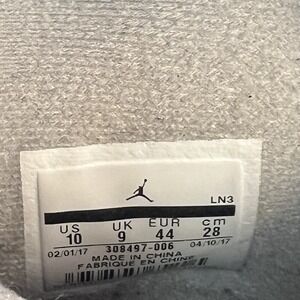 LN3
US UK EUR cm
10 9 44 28
02/01/17 308497-006 04/10/17
MADE IN CHINA
FABRIQUE EN CHINE